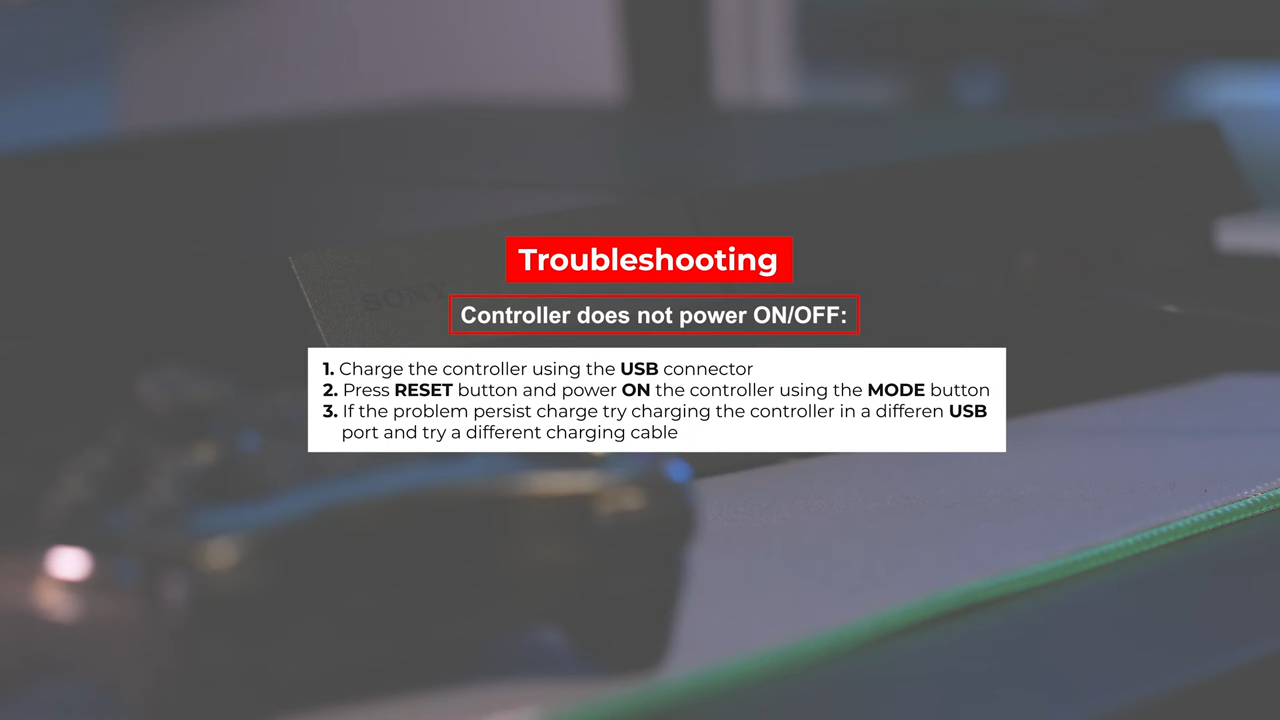 Troubleshooting
SONY
Controller does not power ON/OFF:
1. Charge the controller using the USB connector
2. Press RESET button and power ON the controller using the MODE button
3. If the problem persist charge try charging the controller in a differen USB
port and try a different charging cable